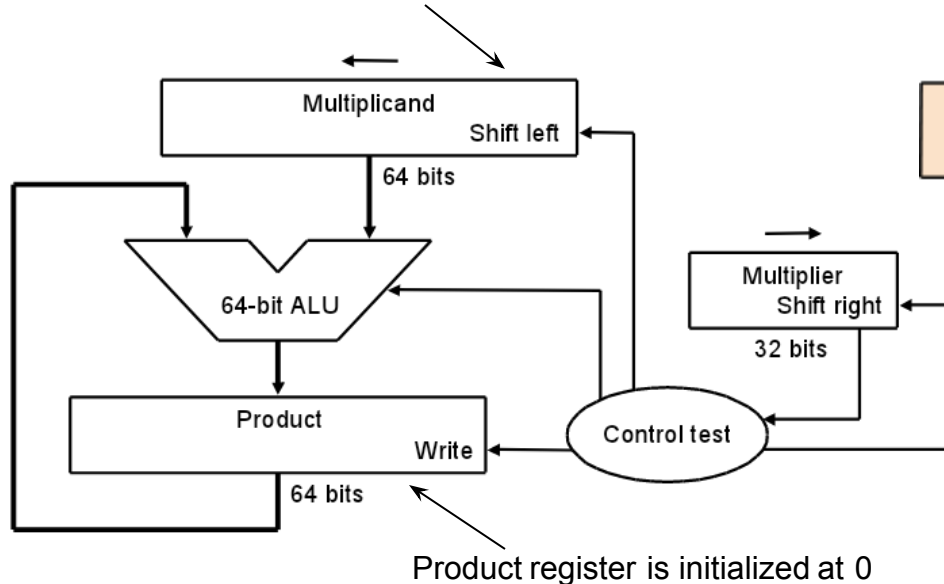 Multiplicand
Shift left
64 bits
64-bit ALU
Multiplier
Shift right
32 bits
Product
Write
Control test
64 bits
Product register is initialized at 0